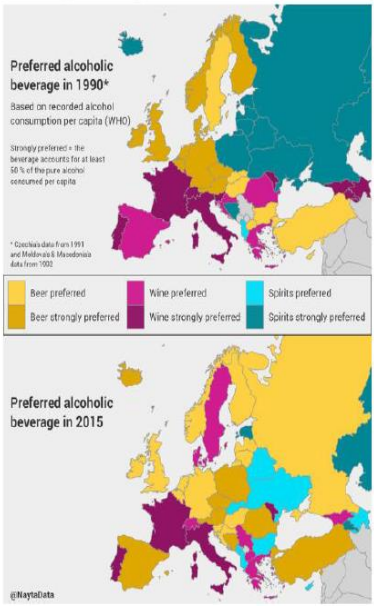 Preferred alcoholic
beverage in 1990*
Based on recorded alcohol
consumption per capita (WHO)
Strongly preferred = the
beverage accounts for at least
50 % of the pure alcohol
consumed per capita
* Czechia's data from 1991
and Moldova's & Macedonia's
data from 1992
Beer preferred
Wine preferred
Spirits preferred
Beer strongly preferred
Wine strongly preferred
Spirits strongly preferred
Preferred alcoholic
beverage in 2015
@NaytaData